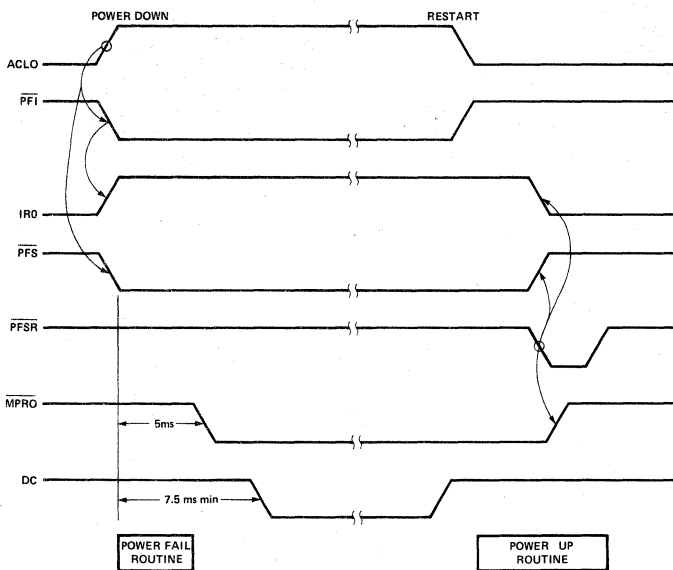 POWER DOWN
RESTART
ACLO
PFI
IR0
PFS
PFSR
MPRO
5ms
DC
7.5 ms min
POWER FAIL
ROUTINE
POWER UP
ROUTINE